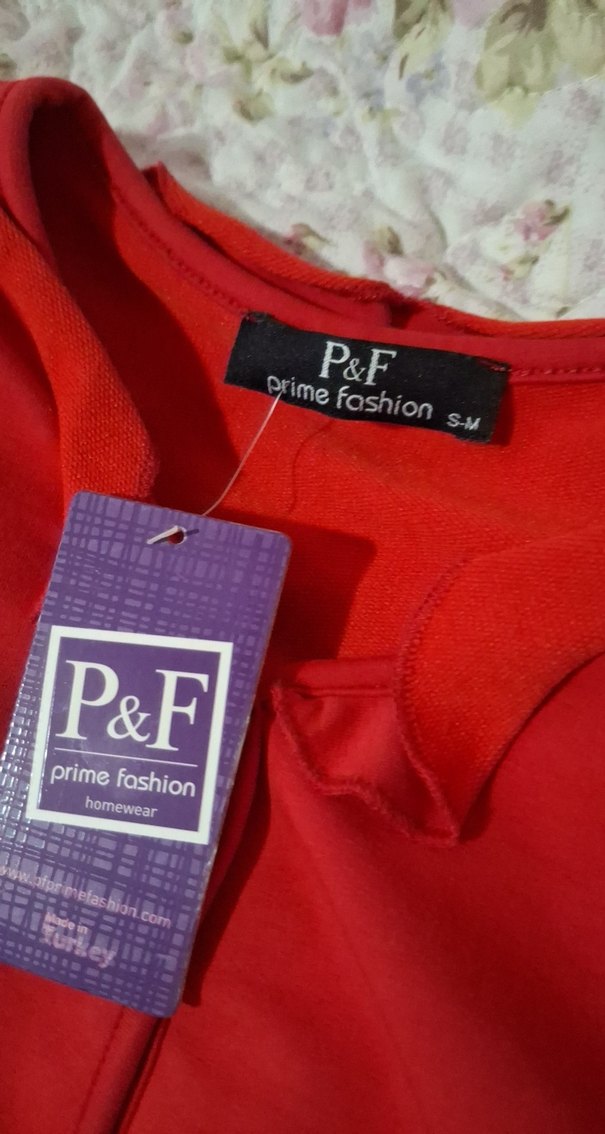 P&F
prime fashion S-M
P&F
prime fashion
homewear
www.pfprimefashion.com
Made in
Turkey